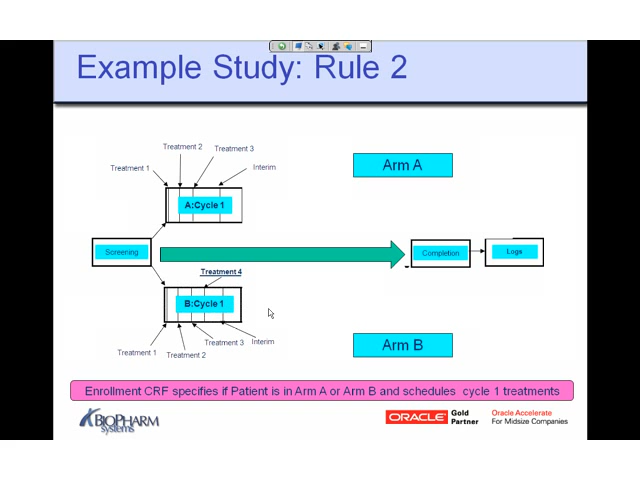 Example Study: Rule 2
Treatment 2
Treatment 3
Treatment 1
Interim
Arm A
A:Cycle 1
Screening
Completion
Logs
Treatment 4
B:Cycle 1
Treatment 3
Interim
Treatment 1
Treatment 2
Arm B
Enrollment CRF specifies if Patient is in Arm A or Arm B and schedules cycle 1 treatments
BIOPHARM
systems
ORACLE
Gold
Partner
Oracle Accelerate
For Midsize Companies